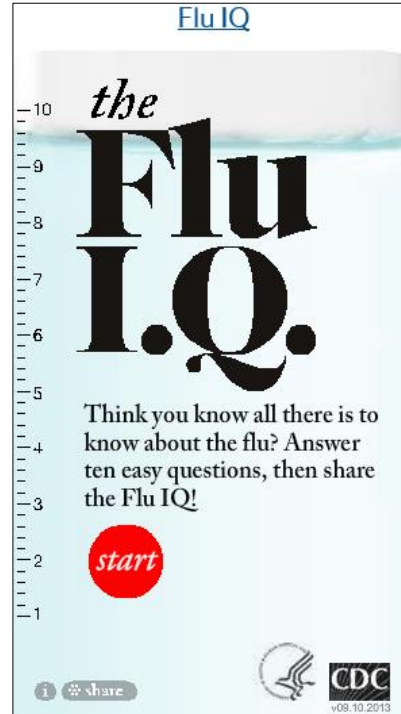 Flu IQ
the
Flu
I.Q.
10
9
8
7
6
5
4
3
2
1
Think you know all there is to
know about the flu? Answer
ten easy questions, then share
the Flu IQ!
start
i
share
CDC
v09.10.2013